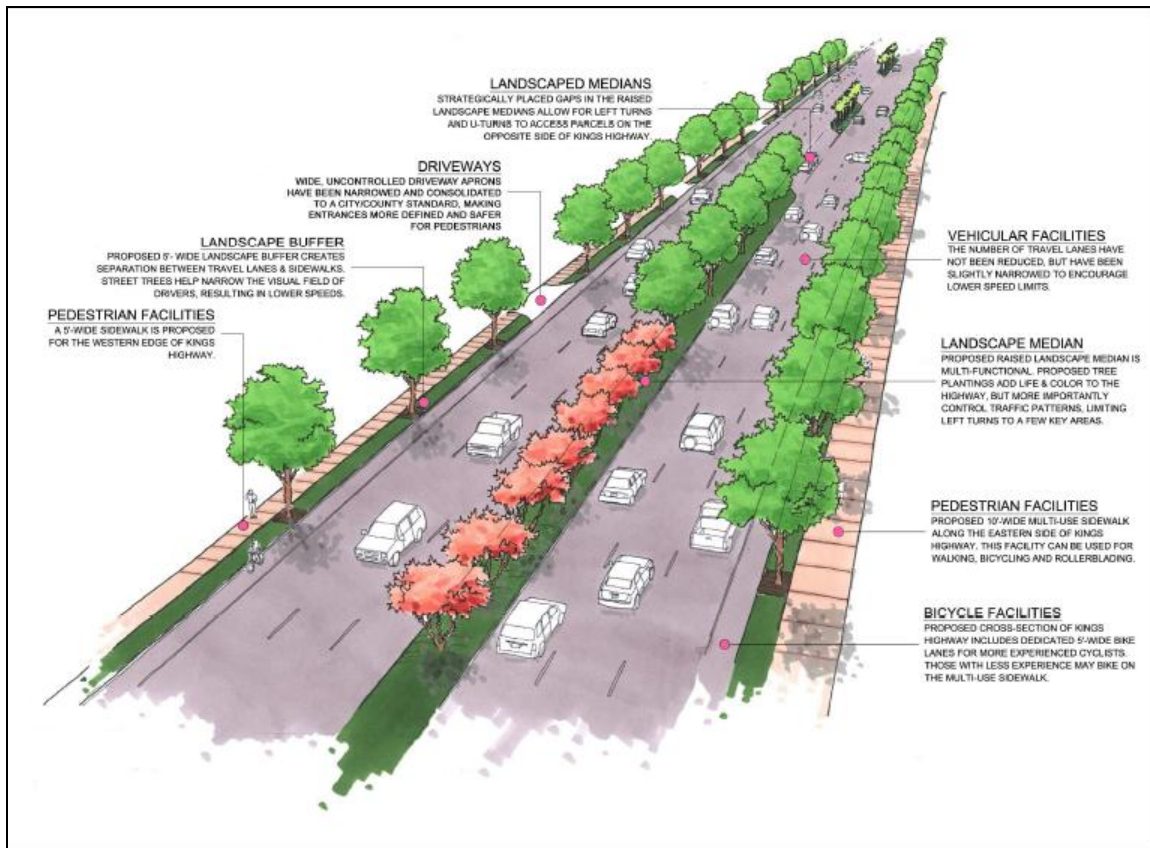 LANDSCAPED MEDIANS
STRATEGICALLY PLACED GAPS IN THE RAISED
LANDSCAPE MEDIANS ALLOW FOR LEFT TURNS
AND U-TURNS TO ACCESS PARCELS ON THE
OPPOSITE SIDE OF KINGS HIGHWAY.
DRIVEWAYS
WIDE, UNCONTROLLED DRIVEWAY APRONS
HAVE BEEN NARROWED AND CONSOLIDATED
TO A CITY/COUNTY STANDARD, MAKING
ENTRANCES MORE DEFINED AND SAFER
FOR PEDESTRIANS
LANDSCAPE BUFFER
PROPOSED 5'- WIDE LANDSCAPE BUFFER CREATES
SEPARATION BETWEEN TRAVEL LANES & SIDEWALKS.
STREET TREES HELP NARROW THE VISUAL FIELD OF
DRIVERS, RESULTING IN LOWER SPEEDS.
PEDESTRIAN FACILITIES
A 5'-WIDE SIDEWALK IS PROPOSED
FOR THE WESTERN EDGE OF KINGS
HIGHWAY.
VEHICULAR FACILITIES
THE NUMBER OF TRAVEL LANES HAVE
NOT BEEN REDUCED, BUT HAVE BEEN
SLIGHTLY NARROWED TO ENCOURAGE
LOWER SPEED LIMITS.
LANDSCAPE MEDIAN
PROPOSED RAISED LANDSCAPE MEDIAN IS
MULTI-FUNCTIONAL. PROPOSED TREE
PLANTINGS ADD LIFE & COLOR TO THE
HIGHWAY, BUT MORE IMPORTANTLY
CONTROL TRAFFIC PATTERNS, LIMITING
LEFT TURNS TO A FEW KEY AREAS.
PEDESTRIAN FACILITIES
PROPOSED 10'-WIDE MULTI-USE SIDEWALK
ALONG THE EASTERN SIDE OF KINGS
HIGHWAY. THIS FACILITY CAN BE USED FOR
WALKING, BICYCLING AND ROLLERBLADING.
BICYCLE FACILITIES
PROPOSED CROSS-SECTION OF KINGS
HIGHWAY INCLUDES DEDICATED 5'-WIDE BIKE
LANES FOR MORE EXPERIENCED CYCLISTS.
THOSE WITH LESS EXPERIENCE MAY BIKE ON
THE MULTI-USE SIDEWALK.